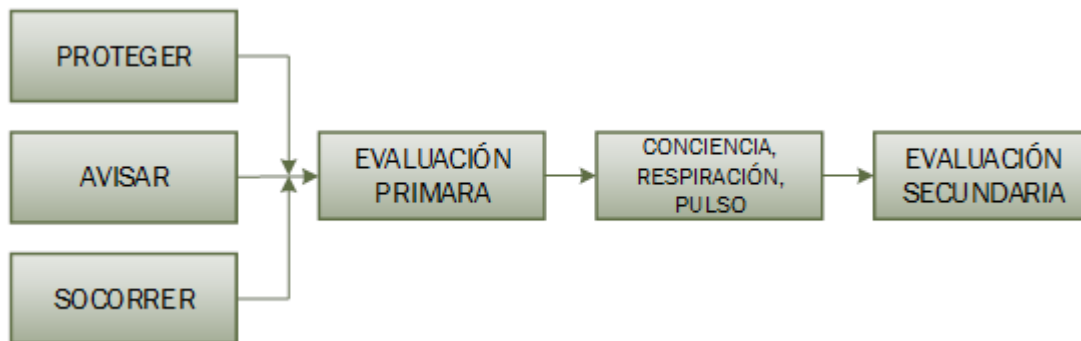 PROTEGER
AVISAR
SOCORRER
EVALUACIÓN
PRIMARA
CONCIENCIA,
RESPIRACIÓN,
PULSO
EVALUACIÓN
SECUNDARIA